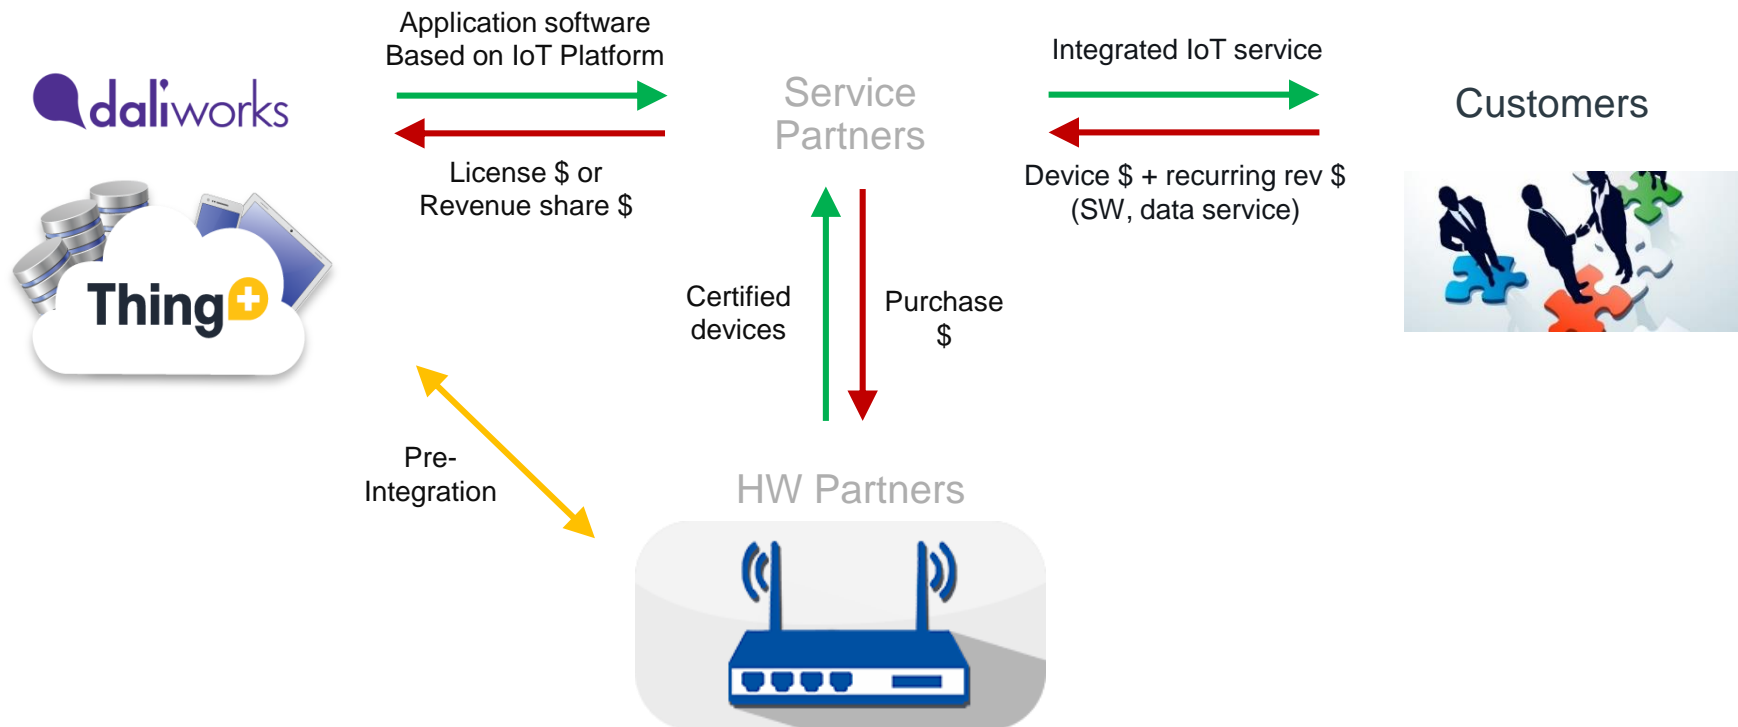 Application software
Based on IoT Platform
daliworks
License $ or
Revenue share $
Thing+
Service
Partners
Integrated IoT service
Device $ + recurring rev $
(SW, data service)
Customers
Certified
devices
Purchase
$
Pre-
Integration
HW Partners